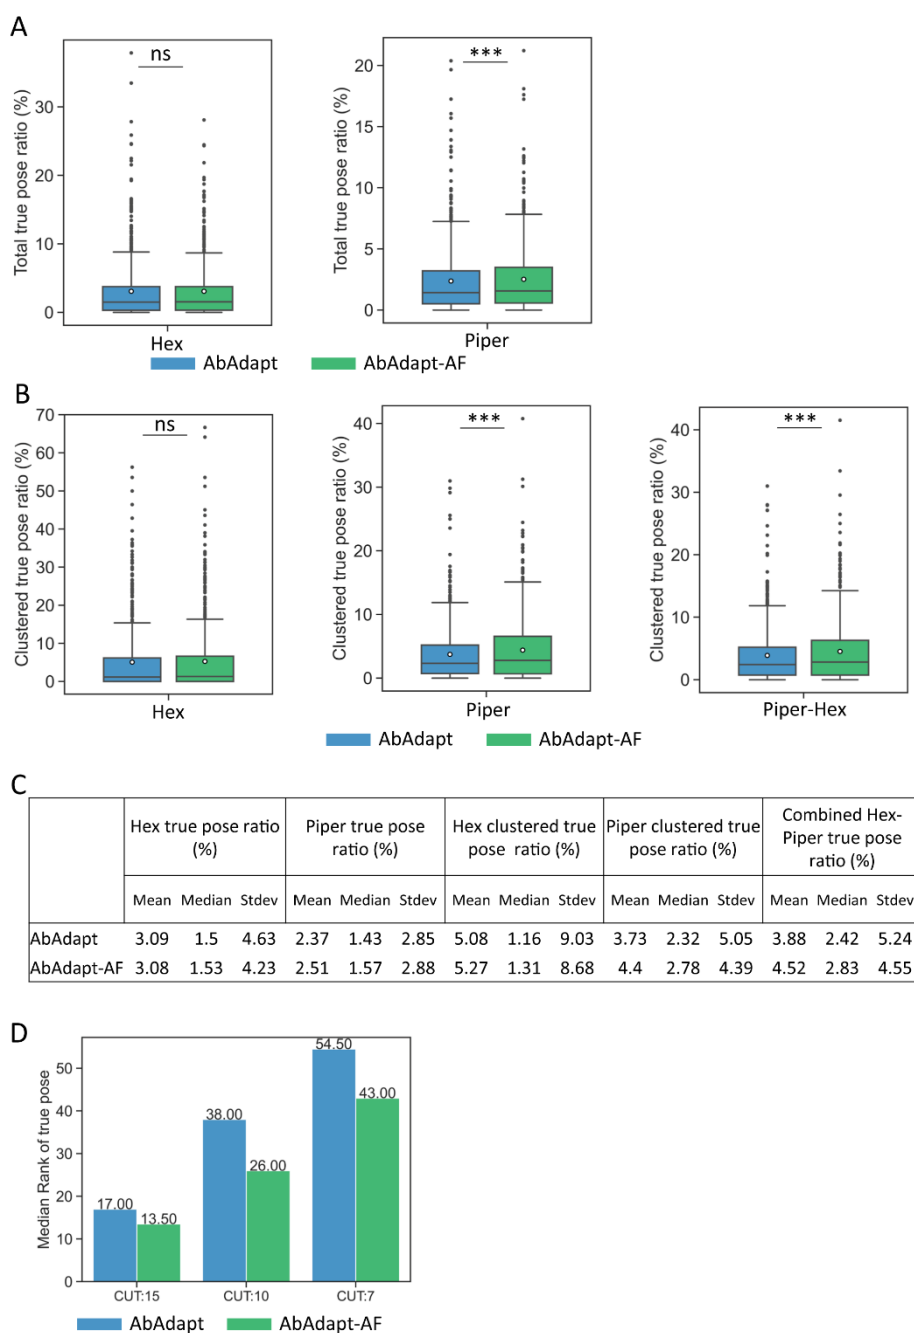 A
Total true pose ratio (%)
30
20
10
0
ns
Hex
Total true pose ratio (%)
20
15
10
5
0
***
Piper
AbAdapt
AbAdapt-AF
B
Clustered true pose ratio (%)
70
60
50
40
30
20
10
0
ns
Hex
Clustered true pose ratio (%)
40
30
20
10
0
***
Piper
Clustered true pose ratio (%)
40
30
20
10
0
***
Piper-Hex
AbAdapt
AbAdapt-AF
C
Hex true pose ratio (%)
Piper true pose ratio (%)
Hex clustered true pose ratio (%)
Piper clustered true pose ratio (%)
Combined Hex-Piper true pose ratio (%)
Mean Median Stdev Mean Median Stdev Mean Median Stdev Mean Median Stdev Mean Median Stdev
AbAdapt 3.09 1.5 4.63 2.37 1.43 2.85 5.08 1.16 9.03 3.73 2.32 5.05 3.88 2.42 5.24
AbAdapt-AF 3.08 1.53 4.23 2.51 1.57 2.88 5.27 1.31 8.68 4.4 2.78 4.39 4.52 2.83 4.55
D
Median Rank of true pose
50
40
30
20
10
0
17.00
13.50
38.00
26.00
54.50
43.00
CUT:15
CUT:10
CUT:7
AbAdapt
AbAdapt-AF